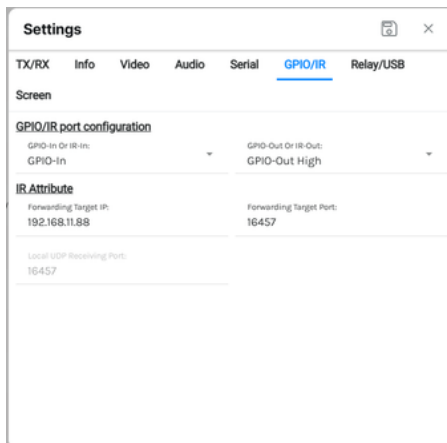 Settings
TX/RX Info Video Audio Serial GPIO/IR Relay/USB
Screen
GPIO/IR port configuration
GPIO-In Or IR-In: GPIO-Out Or IR-Out:
GPIO-In GPIO-Out High
IR Attribute
Forwarding Target IP: Forwarding Target Port:
192.168.11.88 16457
Local UDP Receiving Port:
16457